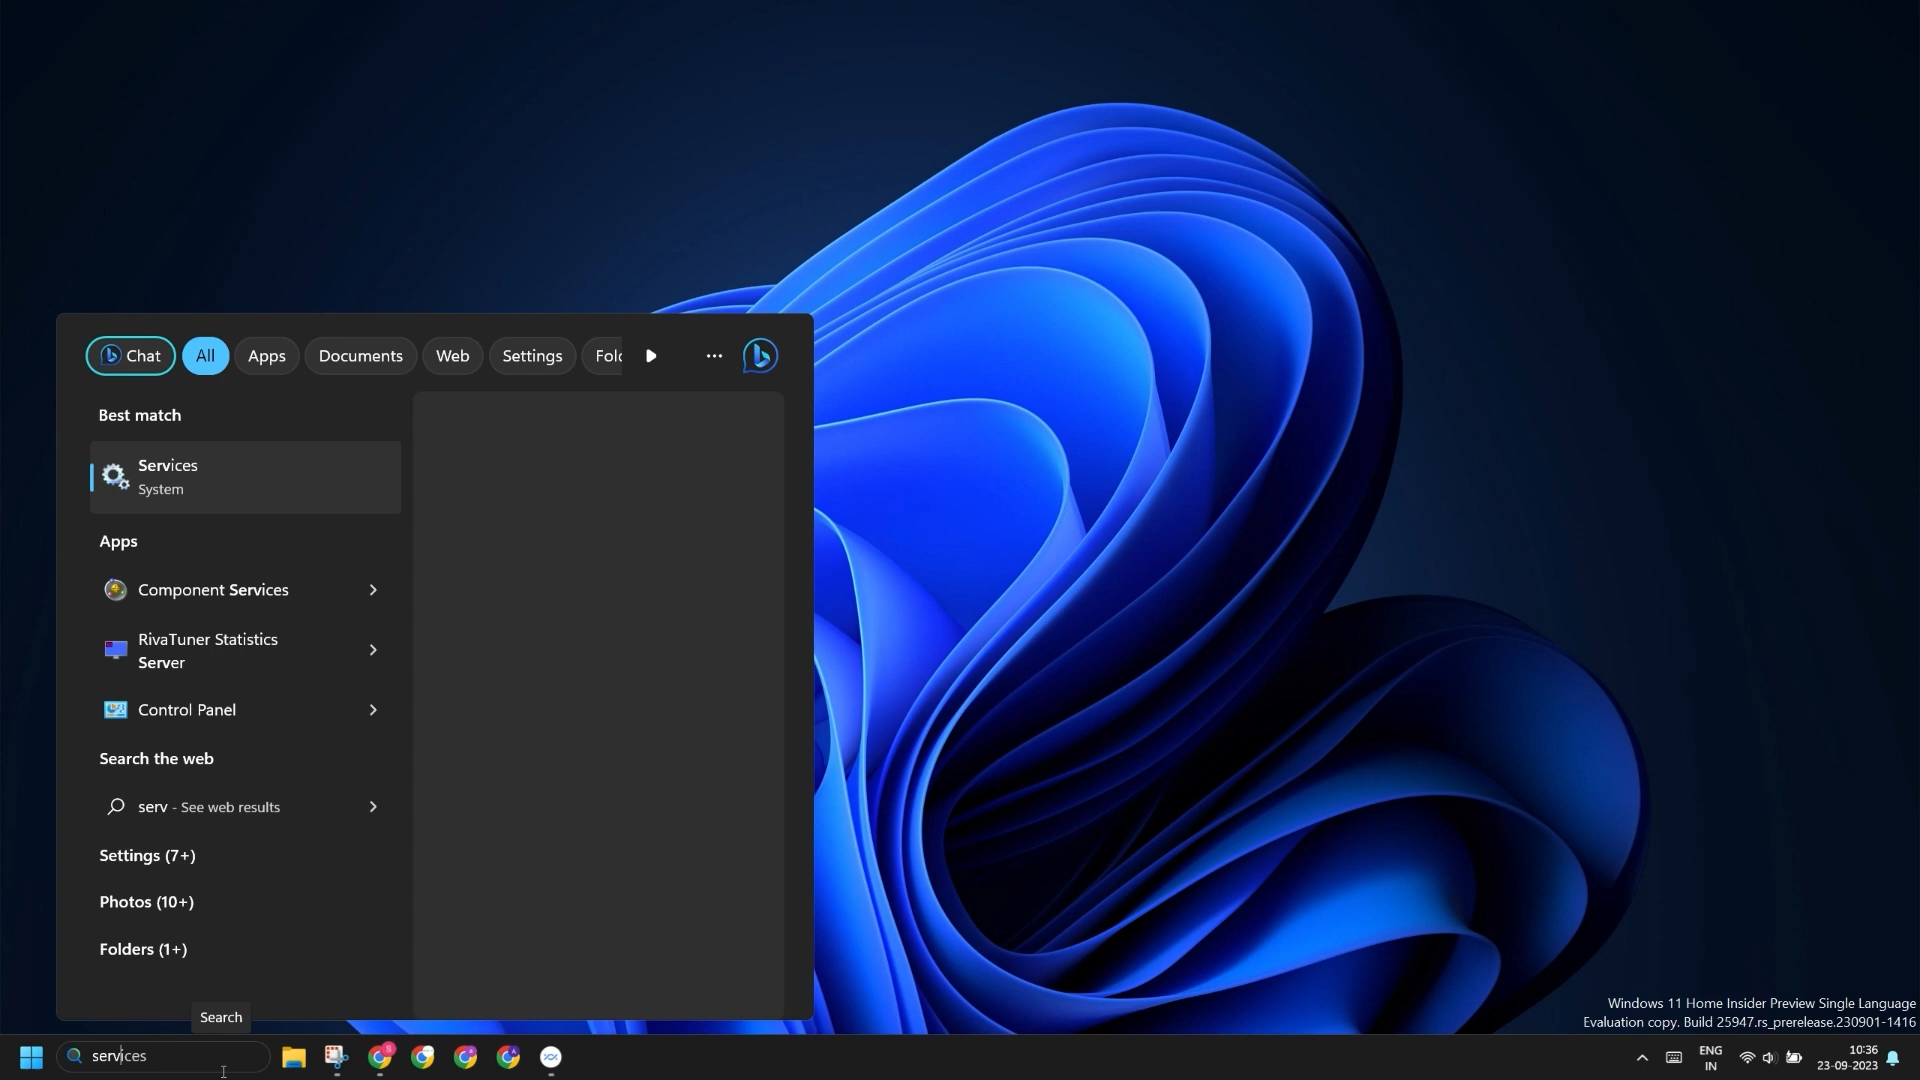 Chat
All
Apps
Documents
Web
Settings
Fol
Best match
Services
System
Apps
Component Services
RivaTuner Statistics
Server
Control Panel
Search the web
serv - See web results
Settings (7+)
Photos (10+)
Folders (1+)
Search
Windows 11 Home Insider Preview Single Language
Evaluation copy. Build 25947.rs_prerelease.230901-1416
services
ENG
IN
10:36
23-09-2023